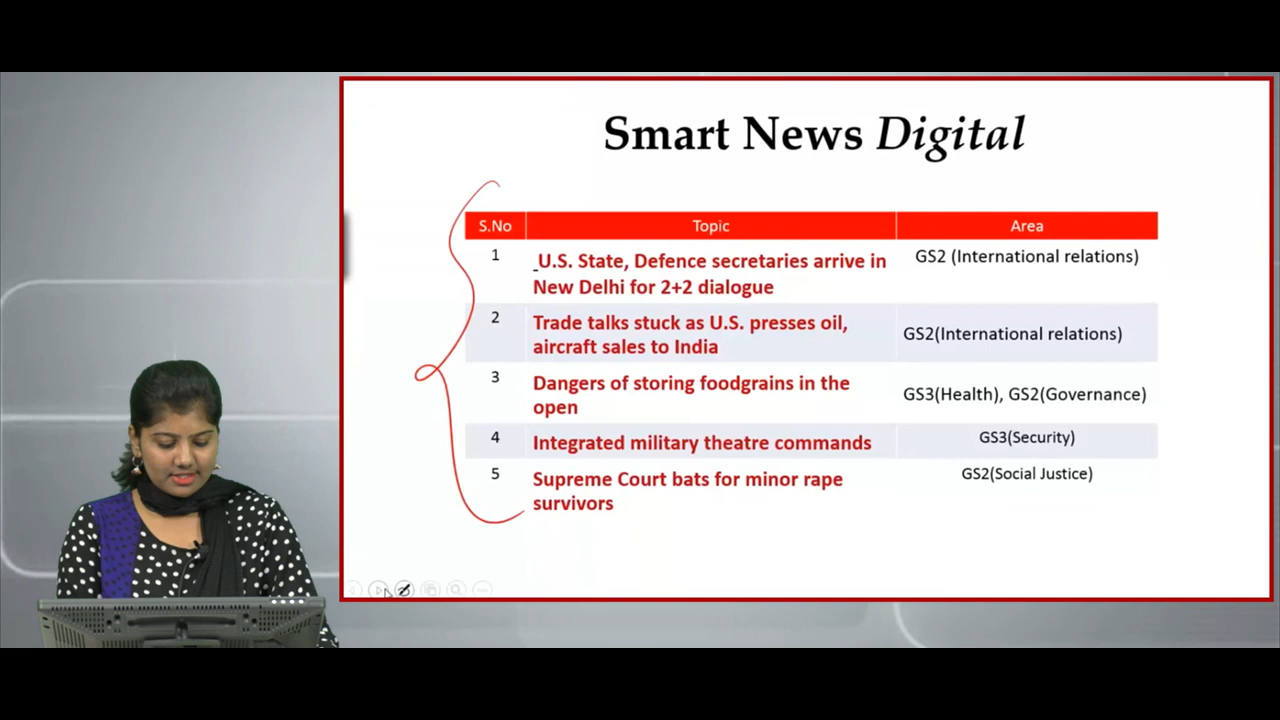 Smart News Digital
S.No Topic Area
1 _U.S. State, Defence secretaries arrive in GS2 (International relations)
New Delhi for 2+2 dialogue
2 Trade talks stuck as U.S. presses oil, GS2(International relations)
aircraft sales to India
3 Dangers of storing foodgrains in the GS3(Health), GS2(Governance)
open
4 Integrated military theatre commands GS3(Security)
5 Supreme Court bats for minor rape GS2(Social Justice)
survivors